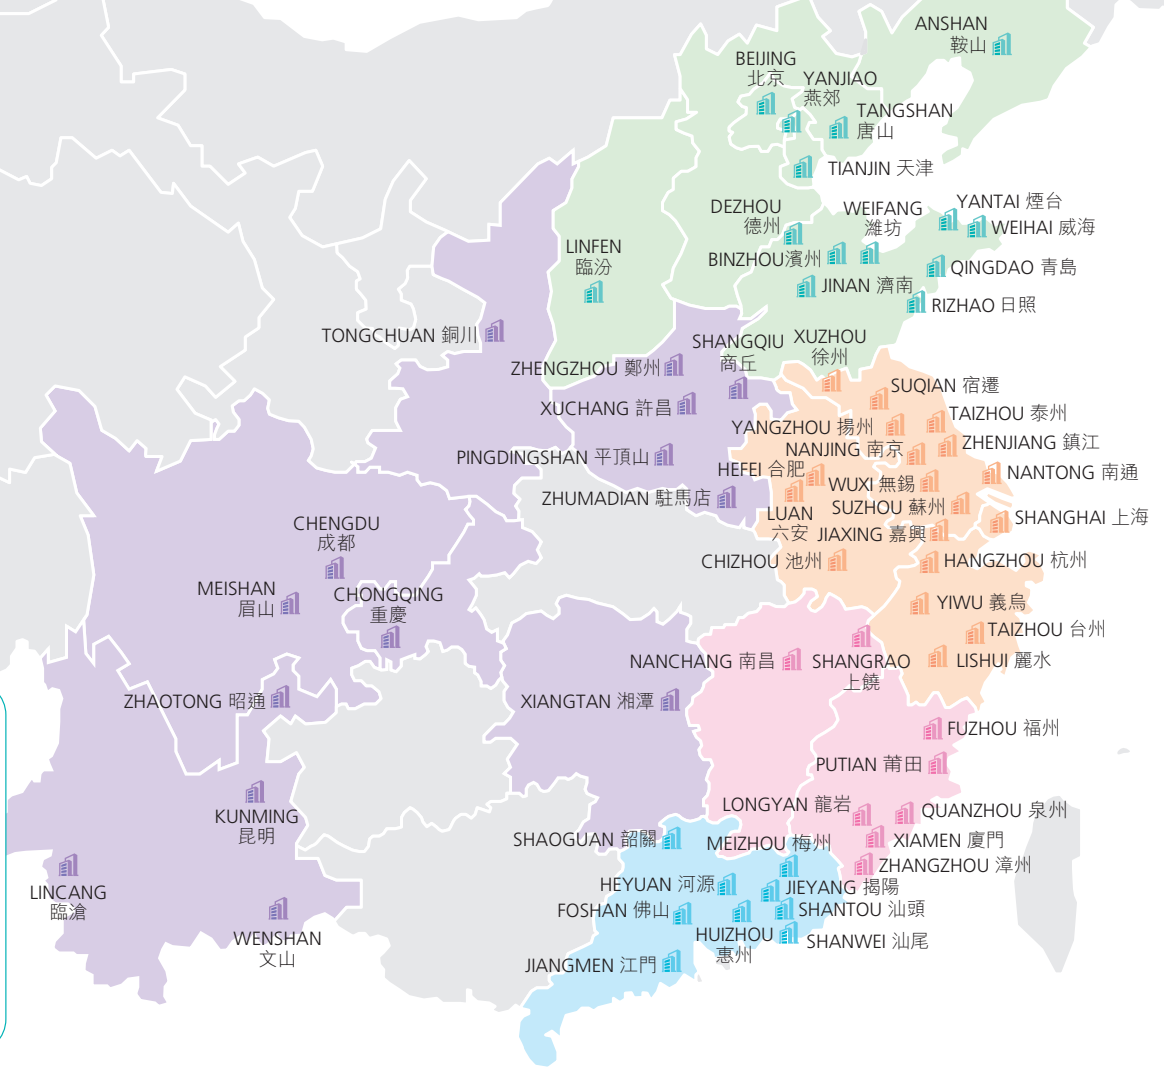 ANSHAN
鞍山
BEIJING
北京
YANJIAO
燕郊
TANGSHAN
唐山
TIANJIN 天津
DEZHOU
德州
WEIFANG
濰坊
YANTAI 煙台
WEIHAI 威海
LINFEN
臨汾
BINZHOU濱州
QINGDAO 青島
JINAN 濟南
RIZHAO 日照
TONGCHUAN 銅川
SHANGQIU
商丘
XUZHOU
徐州
ZHENGZHOU 鄭州
SUQIAN 宿遷
XUCHANG 許昌
TAIZHOU 泰州
YANGZHOU 揚州
ZHENJIANG 鎮江
NANJING 南京
PINGDINGSHAN 平頂山
HEFEI 合肥
NANTONG 南通
WUXI 無錫
ZHUMADIAN 駐馬店
SUZHOU 蘇州
LUAN
六安
SHANGHAI 上海
JIAXING 嘉興
CHENGDU
成都
CHIZHOU 池州
HANGZHOU 杭州
MEISHAN
眉山
CHONGQING
重慶
YIWU 義烏
TAIZHOU 台州
NANCHANG 南昌
SHANGRAO
上饒
LISHUI 麗水
ZHAOTONG 昭通
XIANGTAN 湘潭
FUZHOU 福州
PUTIAN 莆田
KUNMING
昆明
LONGYAN 龍岩
QUANZHOU 泉州
SHAOGUAN 韶關
MEIZHOU 梅州
XIAMEN 廈門
ZHANGZHOU 漳州
LINCANG
臨滄
HEYUAN 河源
JIEYANG 揭陽
FOSHAN 佛山
SHANTOU 汕頭
WENSHAN
文山
HUIZHOU
惠州
SHANWEI 汕尾
JIANGMEN 江門